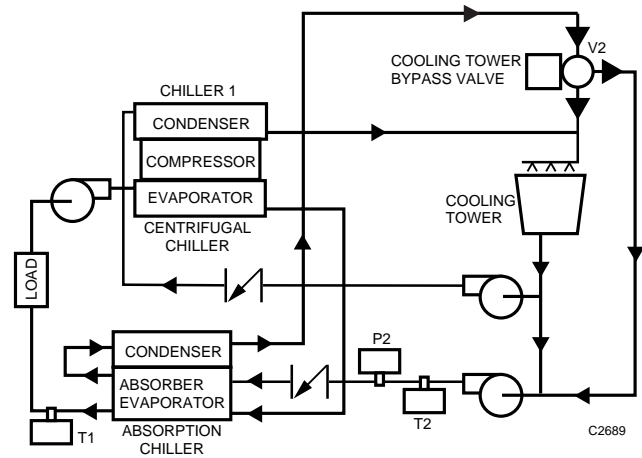 V2
COOLING TOWER
BYPASS VALVE
CHILLER 1
CONDENSER
COMPRESSOR
EVAPORATOR
CENTRIFUGAL
CHILLER
COOLING
TOWER
LOAD
CONDENSER
ABSORBER
EVAPORATOR
ABSORPTION
CHILLER
P2
T2
T1
C2689